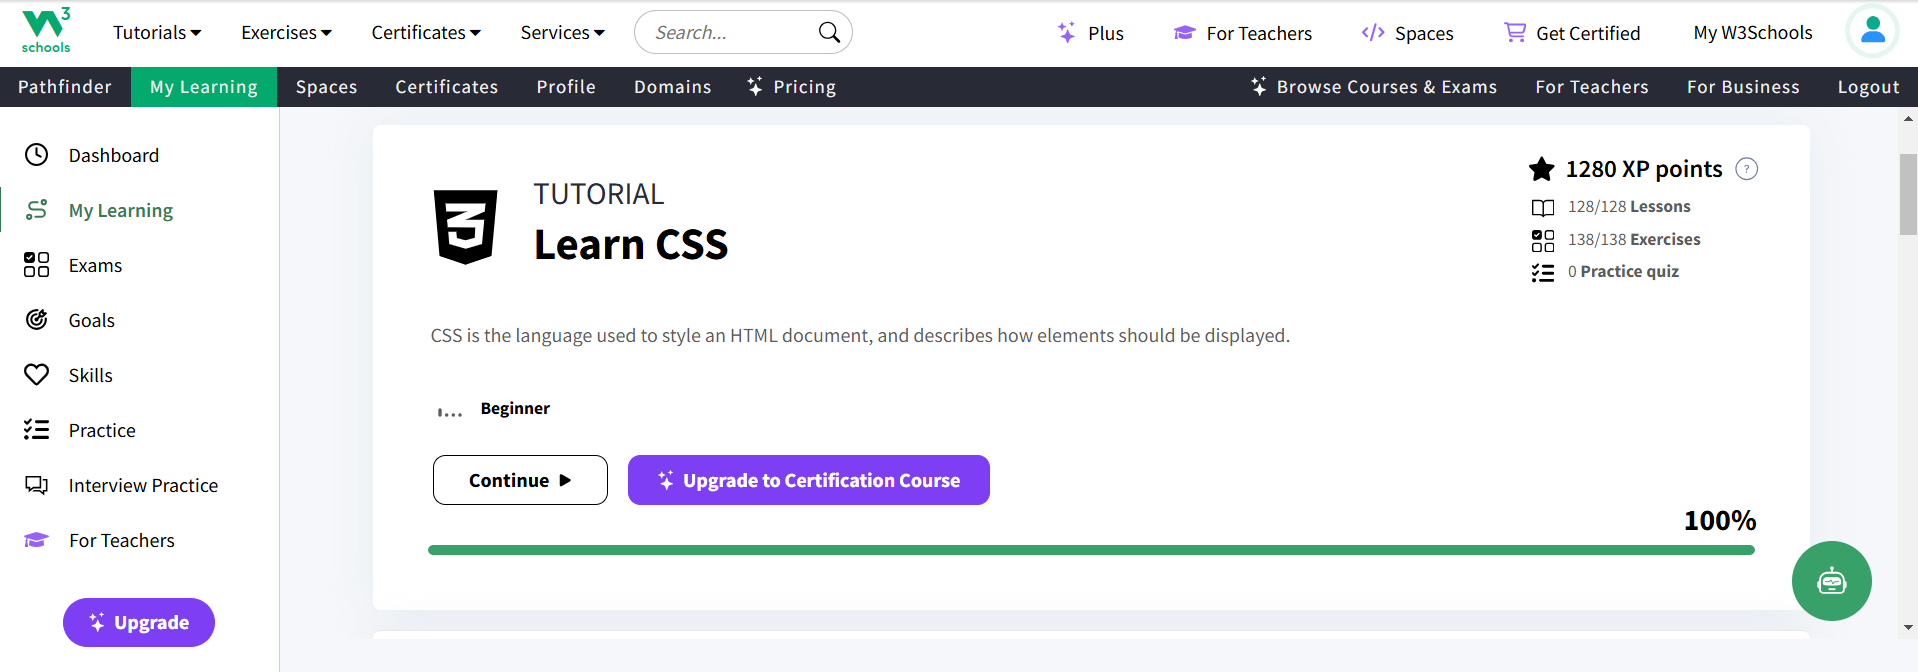 W3
schools
Tutorials
Exercises
Certificates
Services
Search...
Plus
For Teachers
Spaces
Get Certified
My W3Schools
Pathfinder
My Learning
Spaces
Certificates
Profile
Domains
Pricing
Browse Courses & Exams
For Teachers
For Business
Logout
Dashboard
My Learning
Exams
Goals
Skills
Practice
Interview Practice
For Teachers
Upgrade
TUTORIAL
Learn CSS
1280 XP points ?
128/128 Lessons
138/138 Exercises
0 Practice quiz
CSS is the language used to style an HTML document, and describes how elements should be displayed.
Beginner
Continue
Upgrade to Certification Course
100%